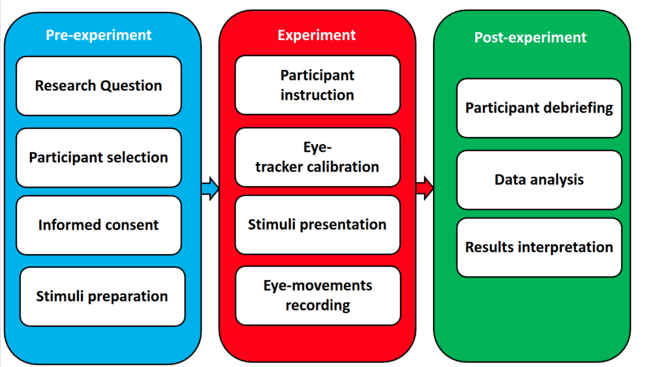 Pre-experiment
Research Question
Participant selection
Informed consent
Stimuli preparation
Experiment
Participant
instruction
Eye-
tracker calibration
Stimuli presentation
Eye-movements
recording
Post-experiment
Participant debriefing
Data analysis
Results interpretation